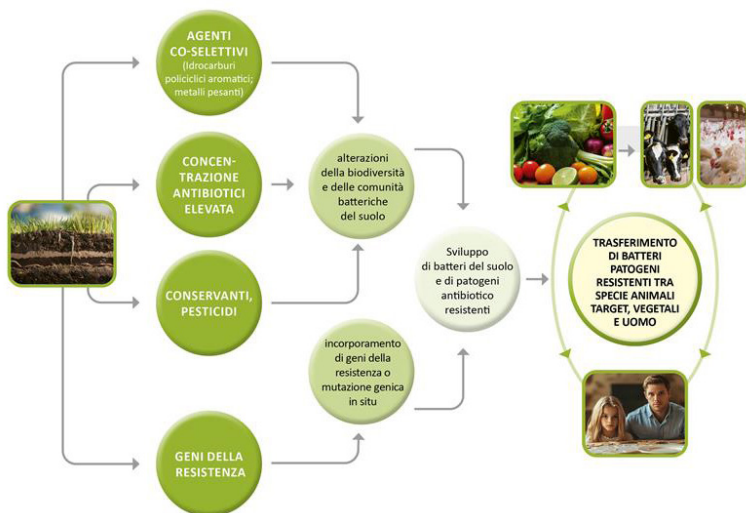 AGENTI
CO-SELETTIVI
(Idrocarburi
policiclici aromatici;
metalli pesanti)
CONCEN-
TRAZIONE
ANTIBIOTICI
ELEVATA
CONSERVANTI,
PESTICIDI
GENI DELLA
RESISTENZA
alterazioni
della biodiversità
e delle comunità
batteriche
del suolo
incorporamento
di geni della
resistenza o
mutazione genica
in situ
Sviluppo
di batteri del suolo
e di patogeni
antibiotico
resistenti
TRASFERIMENTO
DI BATTERI
PATOGENI
RESISTENTI TRA
SPECIE ANIMALI
TARGET, VEGETALI
E UOMO